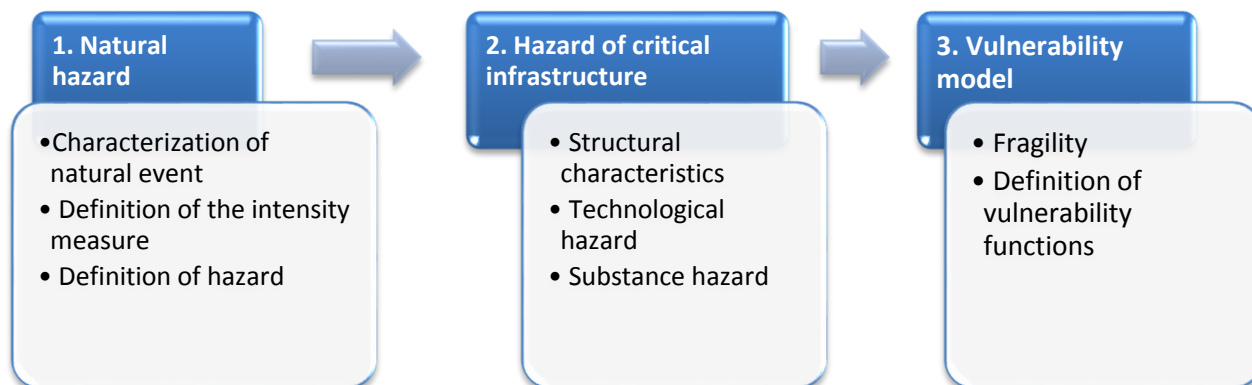 1. Natural
hazard
•Characterization of
natural event
• Definition of the intensity
measure
• Definition of hazard
2. Hazard of critical
infrastructure
• Structural
characteristics
• Technological
hazard
• Substance hazard
3. Vulnerability
model
• Fragility
• Definition of
vulnerability
functions